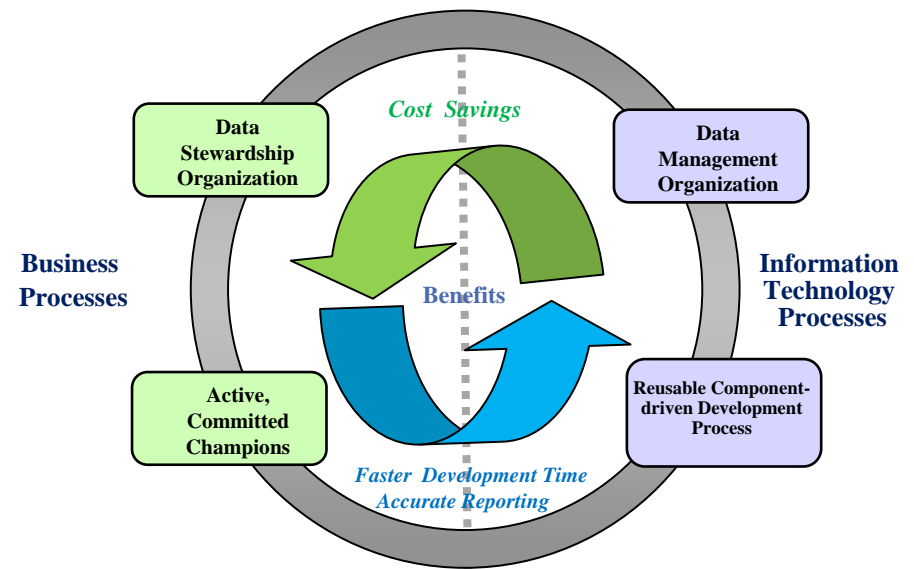 Cost Savings
Data
Stewardship
Organization
Data
Management
Organization
Business
Processes
Benefits
Information
Technology
Processes
Active,
Committed
Champions
Reusable Component-
driven Development
Process
Faster Development Time
Accurate Reporting